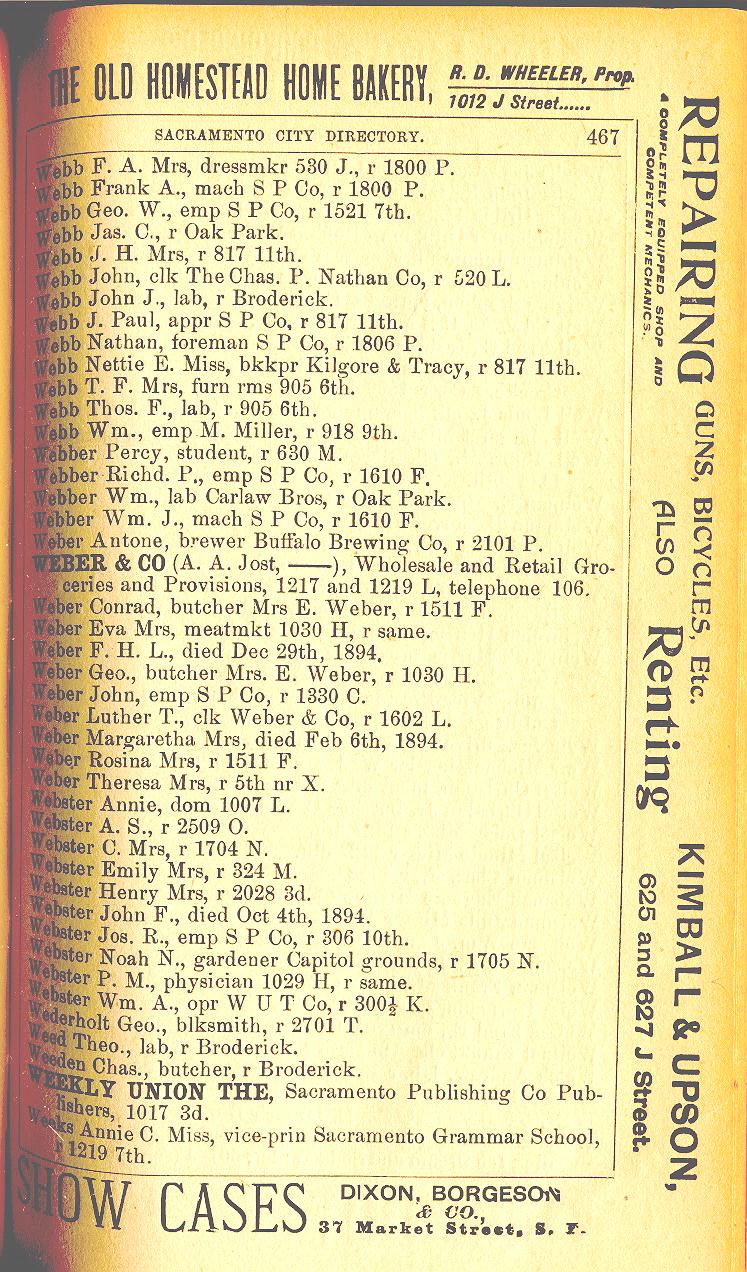 THE OLD HOMESTEAD HOME BAKERY, R. D. WHEELER, Prop.
1012 J Street......
SACRAMENTO CITY DIRECTORY. 467
Webb F. A. Mrs, dressmkr 530 J., r 1800 P.
Webb Frank A., mach S P Co, r 1800 P.
Webb Geo. W., emp S P Co, r 1521 7th.
Webb Jas. C., r Oak Park.
Webb J. H. Mrs, r 817 11th.
Webb John, clk The Chas. P. Nathan Co, r 520 L.
Webb John J., lab, r Broderick.
Webb J. Paul, appr S P Co, r 817 11th.
Webb Nathan, foreman S P Co, r 1806 P.
Webb Nettie E. Miss, bkkpr Kilgore & Tracy, r 817 11th.
Webb T. F. Mrs, furn rms 905 6th.
Webb Thos. F., lab, r 905 6th.
Webb Wm., emp M. Miller, r 918 9th.
Webber Percy, student, r 630 M.
Webber Richd. P., emp S P Co, r 1610 F.
Webber Wm., lab Carlaw Bros, r Oak Park.
Webber Wm. J., mach S P Co, r 1610 F.
Weber Antone, brewer Buffalo Brewing Co, r 2101 P.
WEBER & CO (A. A. Jost, ——), Wholesale and Retail Gro-
ceries and Provisions, 1217 and 1219 L, telephone 106.
Weber Conrad, butcher Mrs E. Weber, r 1511 F.
Weber Eva Mrs, meatmkt 1030 H, r same.
Weber F. H. L., died Dec 29th, 1894.
Weber Geo., butcher Mrs. E. Weber, r 1030 H.
Weber John, emp S P Co, r 1330 C.
Weber Luther T., clk Weber & Co, r 1602 L.
Weber Margaretha Mrs, died Feb 6th, 1894.
Weber Rosina Mrs, r 1511 F.
Weber Theresa Mrs, r 5th nr X.
Webster Annie, dom 1007 L.
Webster A. S., r 2509 O.
Webster C. Mrs, r 1704 N.
Webster Emily Mrs, r 324 M.
Webster Henry Mrs, r 2028 3d.
Webster John F., died Oct 4th, 1894.
Webster Jos. R., emp S P Co, r 306 10th.
Webster Noah N., gardener Capitol grounds, r 1705 N.
Webster P. M., physician 1029 H, r same.
Webster Wm. A., opr W U T Co, r 300½ K.
Wederholt Geo., blksmith, r 2701 T.
Weed Theo., lab, r Broderick.
Weeden Chas., butcher, r Broderick.
WEEKLY UNION THE, Sacramento Publishing Co Pub-
lishers, 1017 3d.
Weeks Annie C. Miss, vice-prin Sacramento Grammar School,
r 1219 7th.
SHOW CASES DIXON, BORGESON
& CO.,
37 Market Street, S. F.
REPAIRING GUNS, BICYCLES, Etc.
A COMPLETELY EQUIPPED SHOP AND
COMPETENT MECHANICS.
ALSO Renting
KIMBALL & UPSON,
625 and 627 J Street.